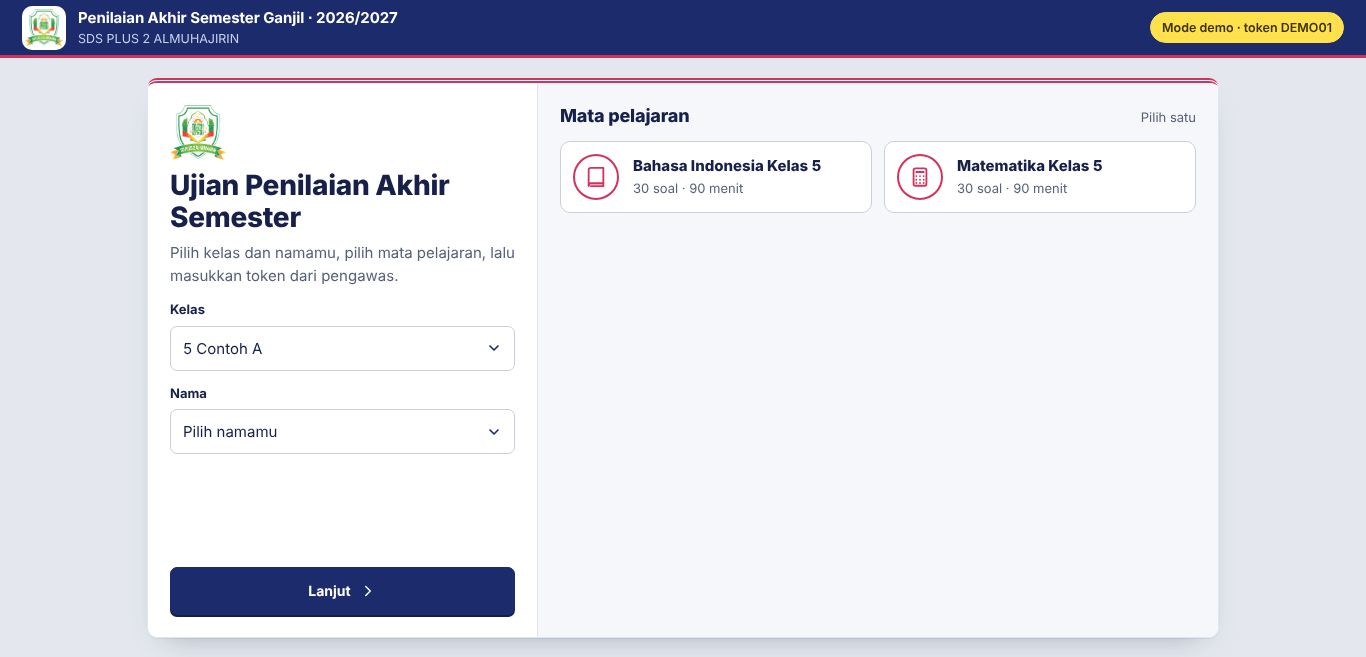 Penilaian Akhir Semester Ganjil · 2026/2027
SDS PLUS 2 ALMUHAJIRIN
Mode demo · token DEMO01
Ujian Penilaian Akhir
Semester
Pilih kelas dan namamu, pilih mata pelajaran, lalu
masukkan token dari pengawas.
Kelas
5 Contoh A
Nama
Pilih namamu
Lanjut
Mata pelajaran
Pilih satu
Bahasa Indonesia Kelas 5
30 soal · 90 menit
Matematika Kelas 5
30 soal · 90 menit